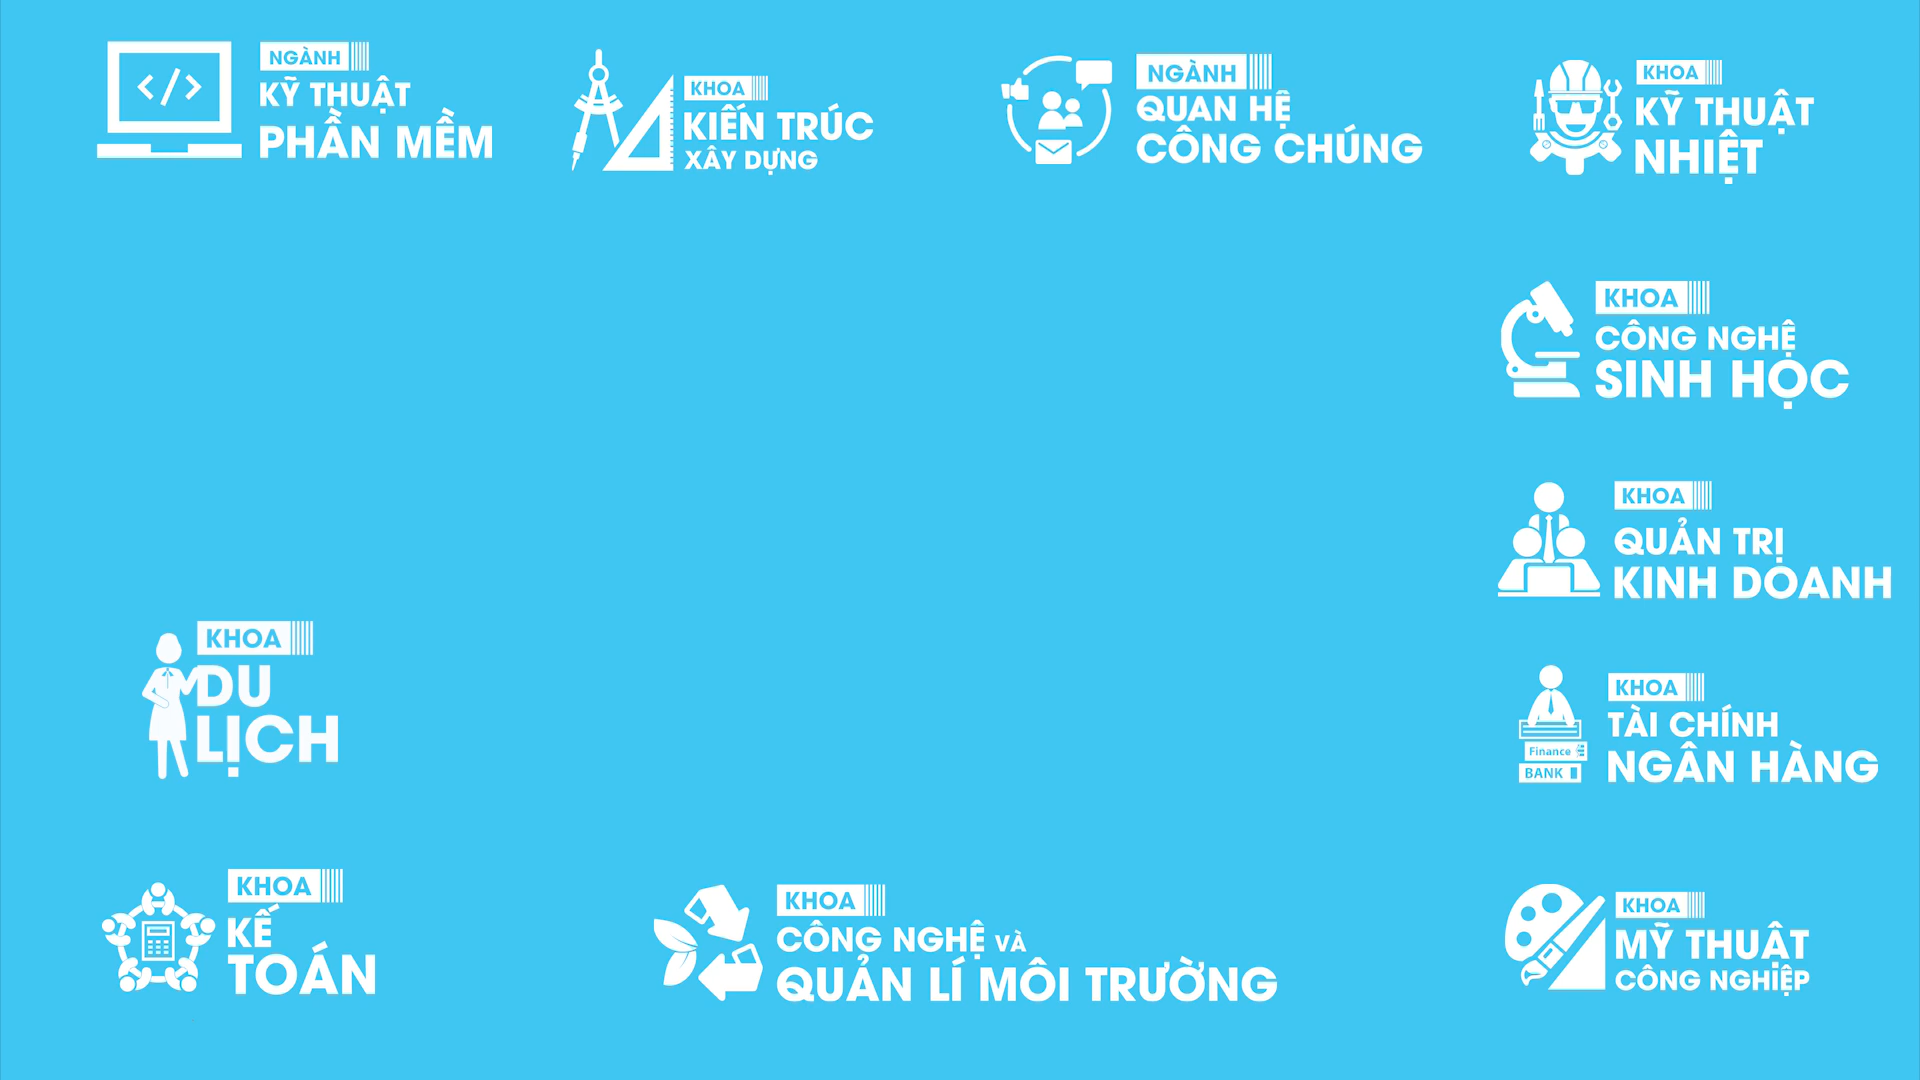 NGÀNH
KỸ THUẬT
PHẦN MỀM
KHOA
KIẾN TRÚC
XÂY DỰNG
NGÀNH
QUAN HỆ
CÔNG CHÚNG
KHOA
KỸ THUẬT
NHIỆT
KHOA
CÔNG NGHỆ
SINH HỌC
KHOA
QUẢN TRỊ
KINH DOANH
KHOA
DU
LỊCH
KHOA
TÀI CHÍNH
NGÂN HÀNG
Finance
BANK
KHOA
KẾ
TOÁN
KHOA
CÔNG NGHỆ VÀ
QUẢN LÍ MÔI TRƯỜNG
KHOA
MỸ THUẬT
CÔNG NGHIỆP